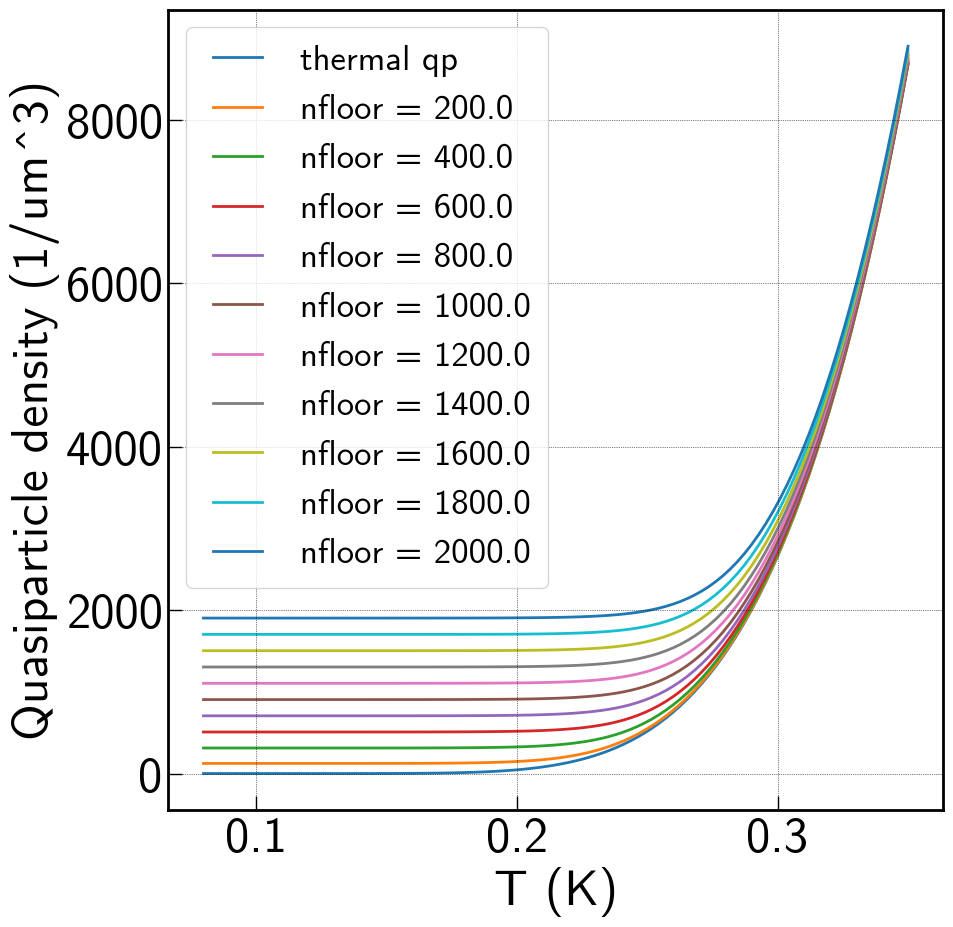 thermal qp
nfloor = 200.0
nfloor = 400.0
nfloor = 600.0
nfloor = 800.0
nfloor = 1000.0
nfloor = 1200.0
nfloor = 1400.0
nfloor = 1600.0
nfloor = 1800.0
nfloor = 2000.0
Quasiparticle density (1/um^3)
8000
6000
4000
2000
0
0.1 0.2 0.3
T (K)